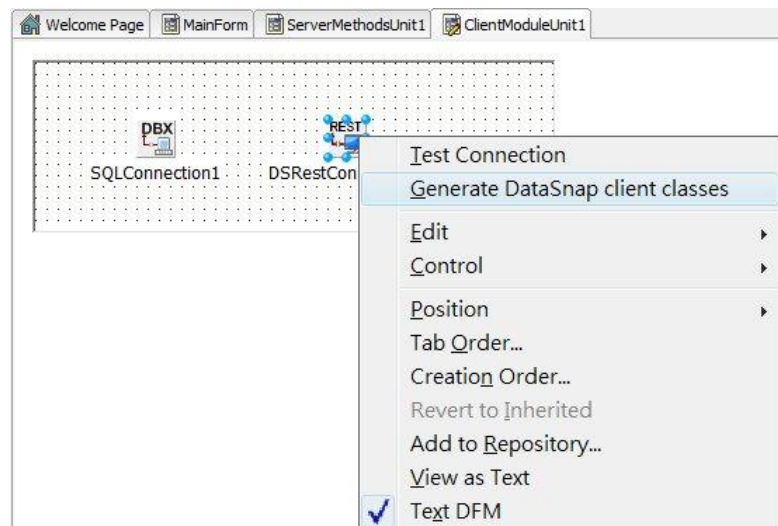 Welcome Page MainForm ServerMethodsUnit1 ClientModuleUnit1
DBX REST
SQLConnection1 DSRestCon
Test Connection
Generate DataSnap client classes
Edit
Control
Position
Tab Order...
Creation Order...
Revert to Inherited
Add to Repository...
View as Text
Text DFM